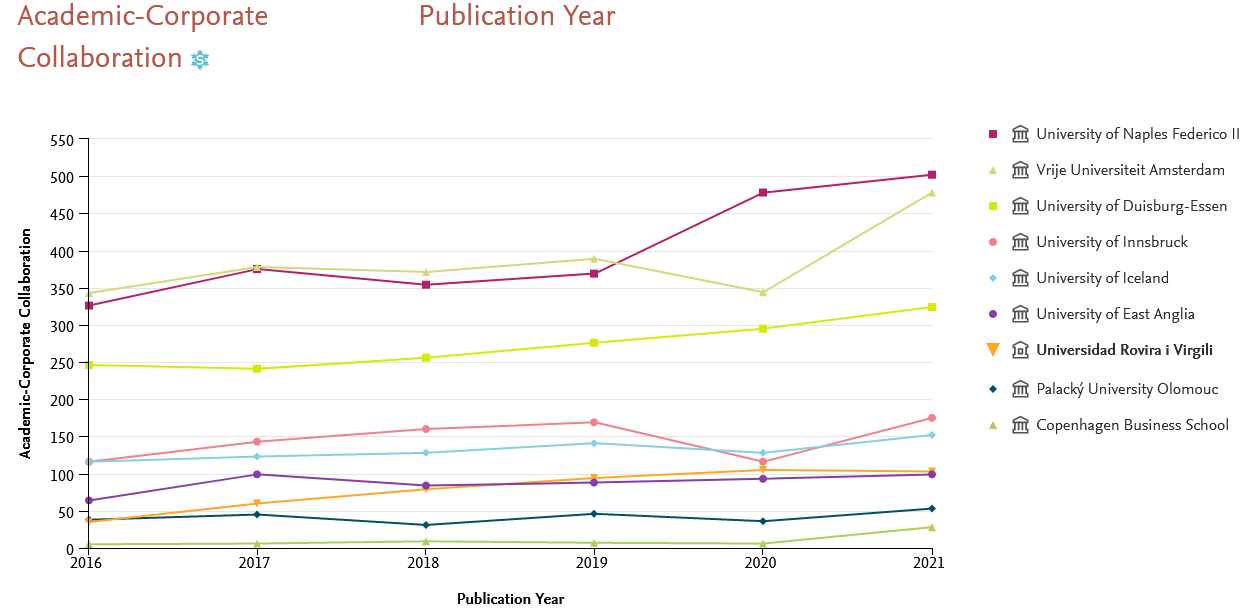 Academic-Corporate
Collaboration
Publication Year
550
500
450
400
350
300
250
200
150
100
50
0
Academic-Corporate Collaboration
2016
2017
2018
2019
2020
2021
Publication Year
University of Naples Federico II
Vrije Universiteit Amsterdam
University of Duisburg-Essen
University of Innsbruck
University of Iceland
University of East Anglia
Universidad Rovira i Virgili
Palacký University Olomouc
Copenhagen Business School